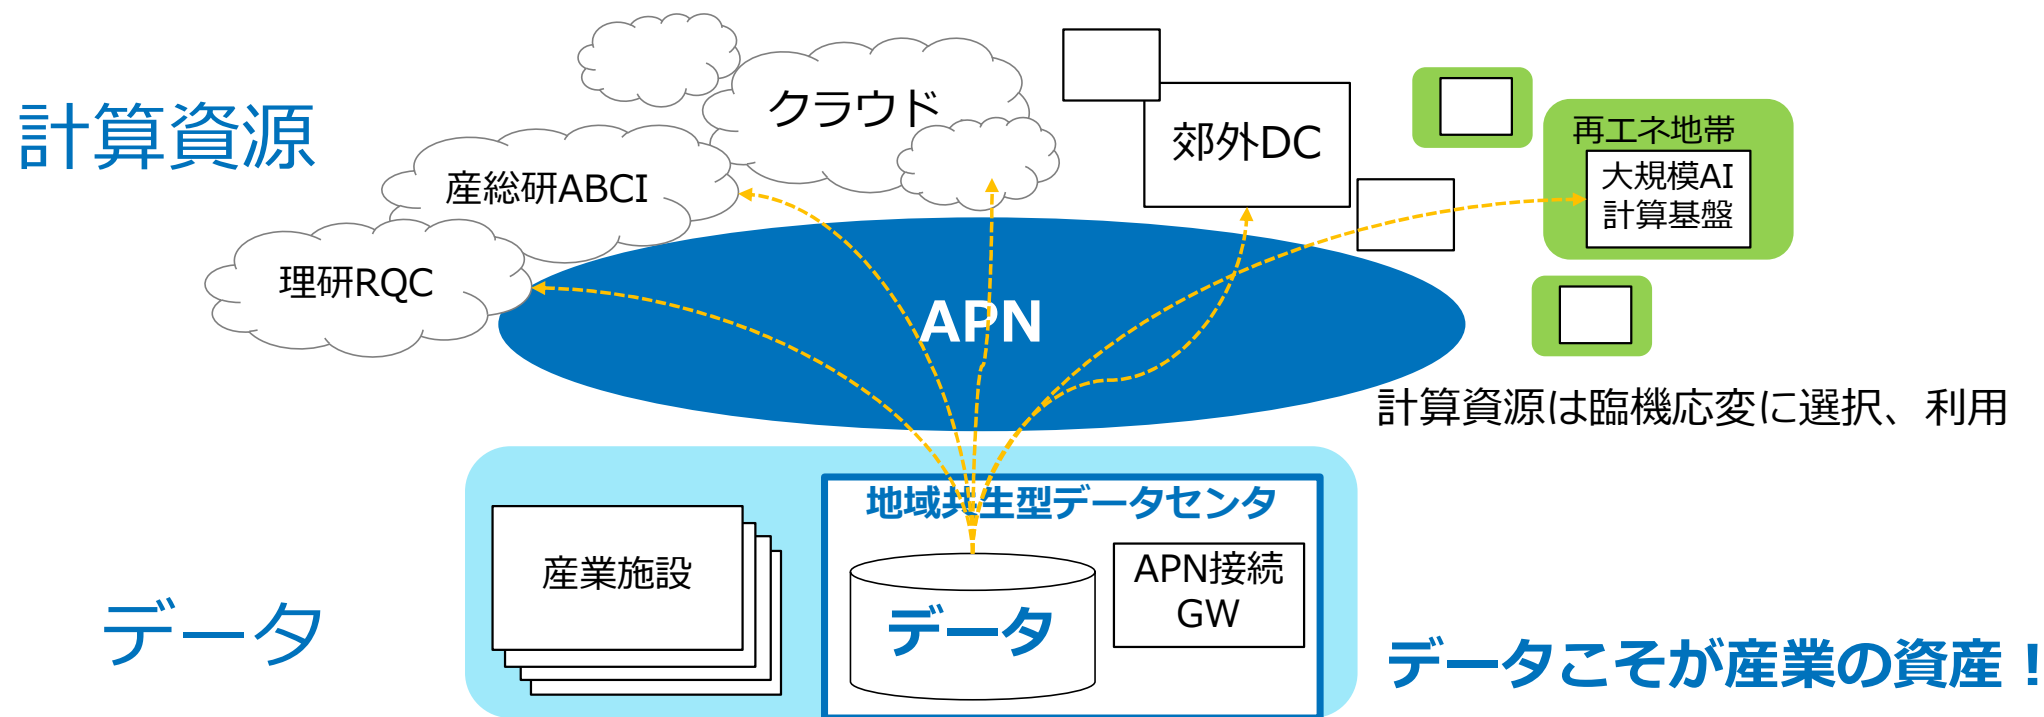 計算資源
クラウド
産総研ABCI
理研RQC
郊外DC
再エネ地帯
大規模AI
計算基盤
APN
計算資源は臨機応変に選択、利用
データ
産業施設
地域共生型データセンタ
データ
APN接続
GW
データこそが産業の資産!